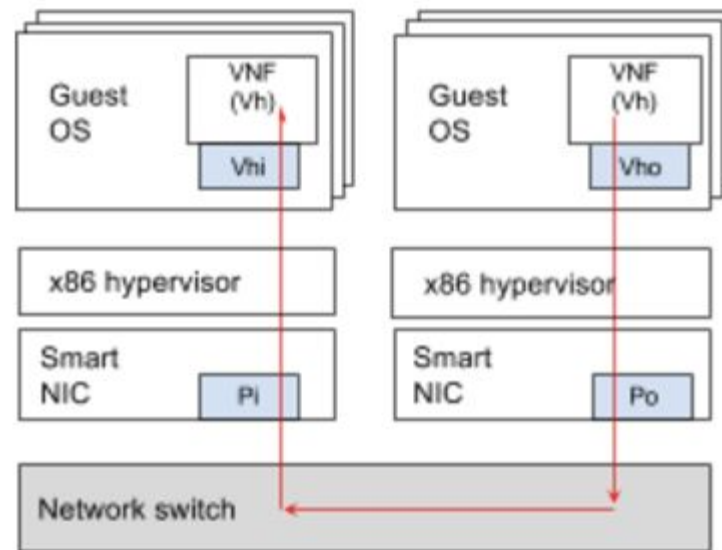 Guest
OS
VNF
(Vh)
Vhi
x86 hypervisor
Smart
NIC
Pi
Guest
OS
VNF
(Vh)
Vho
x86 hypervisor
Smart
NIC
Po
Network switch